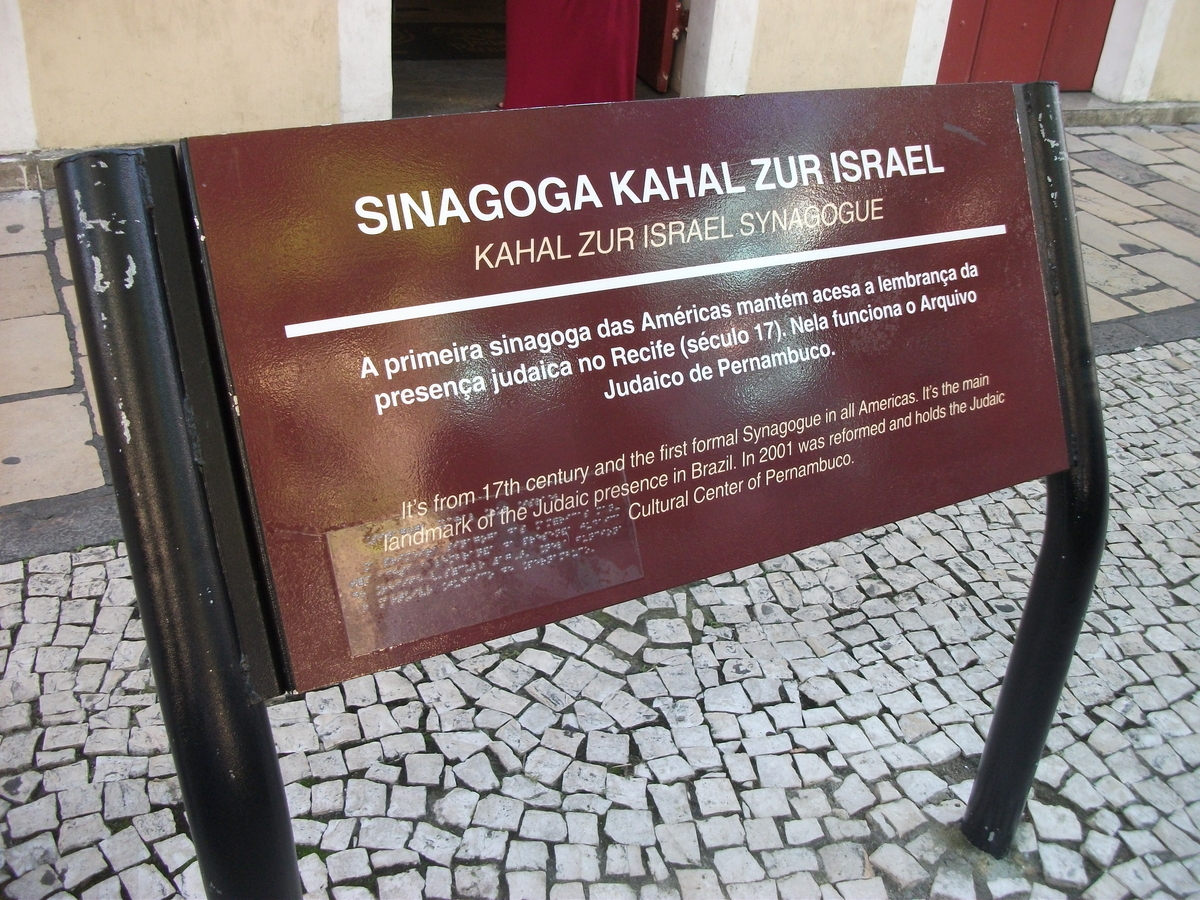 SINAGOGA KAHAL ZUR ISRAEL
KAHAL ZUR ISRAEL SYNAGOGUE
A primeira sinagoga das Américas mantém acesa a lembrança da
presença judaica no Recife (século 17). Nela funciona o Arquivo
Judaico de Pernambuco.
It's from 17th century and the first formal Synagogue in all Americas. It's the main
landmark of the Judaic presence in Brazil. In 2001 was reformed and holds the Judaic
Cultural Center of Pernambuco.